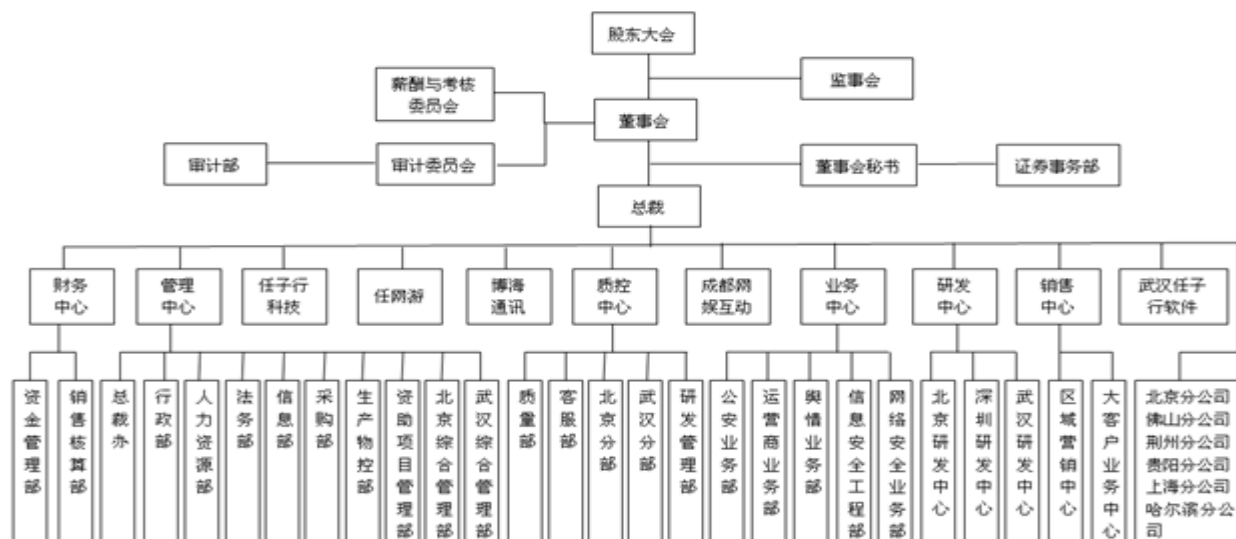 股东大会
监事会
薪酬与考核
委员会
董事会
审计部
审计委员会
董事会秘书
证券事务部
总裁
财务
中心
管理
中心
任子行
科技
任网游
博海
通讯
质控
中心
成都网
娱互动
业务
中心
研发
中心
销售
中心
武汉任子
行软件
资金管理部
销售核算部
总裁办
行政部
人力资源部
法务部
信息部
采购部
生产物控部
资助项目管理部
北京综合管理部
武汉综合管理部
质量部
客服部
北京分部
武汉分部
研发管理部
公安业务部
运营商业务部
舆情业务部
信息安全工程部
网络安全业务部
北京研发中心
深圳研发中心
武汉研发中心
区域营销中心
大客户业务中心
北京分公司
佛山分公司
荆州分公司
贵阳分公司
上海分公司
哈尔滨分公
司